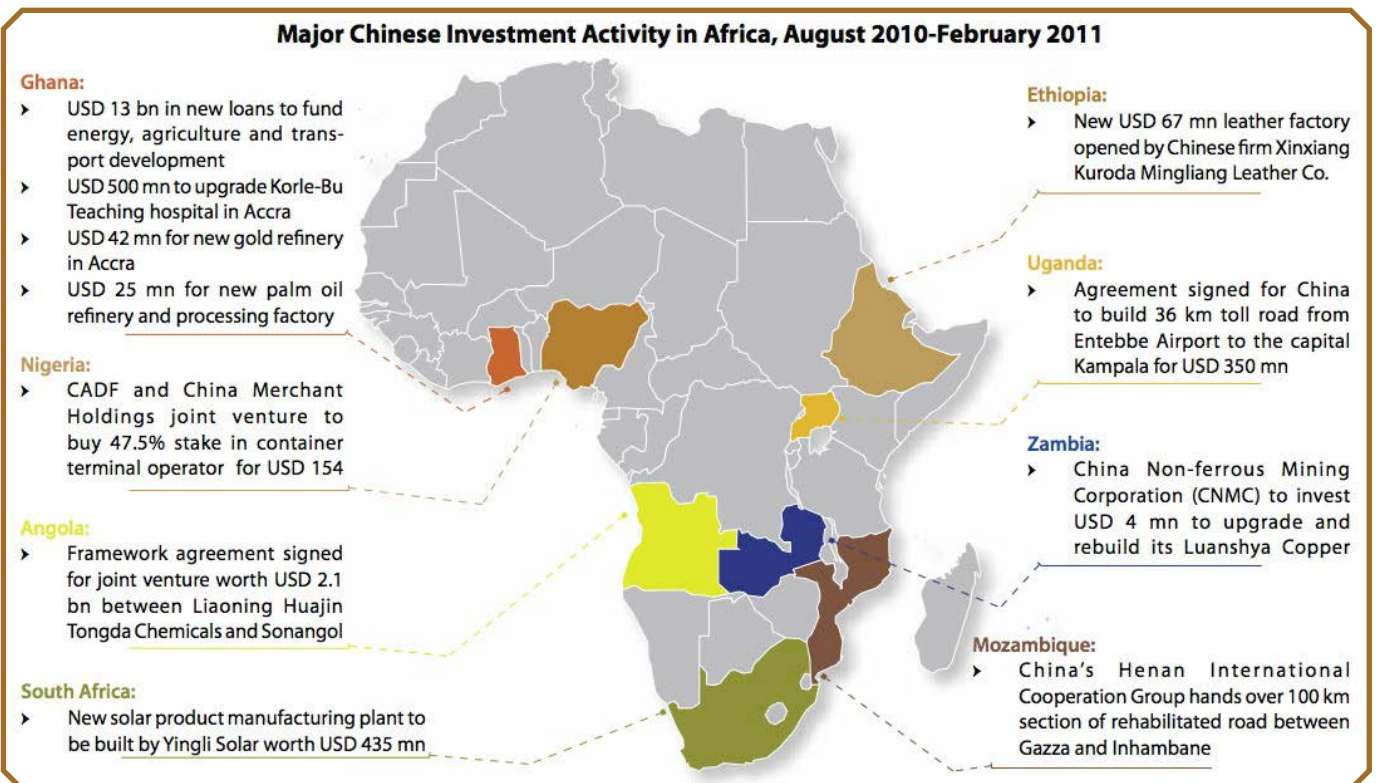 Major Chinese Investment Activity in Africa, August 2010-February 2011
Ghana:
➤ USD 13 bn in new loans to fund
energy, agriculture and trans-
port development
➤ USD 500 mn to upgrade Korle-Bu
Teaching hospital in Accra
➤ USD 42 mn for new gold refinery
in Accra
➤ USD 25 mn for new palm oil
refinery and processing factory
Nigeria:
➤ CADF and China Merchant
Holdings joint venture to
buy 47.5% stake in container
terminal operator for USD 154
Angola:
➤ Framework agreement signed
for joint venture worth USD 2.1
bn between Liaoning Huajin
Tongda Chemicals and Sonangol
South Africa:
➤ New solar product manufacturing plant to
be built by Yingli Solar worth USD 435 mn
Ethiopia:
➤ New USD 67 mn leather factory
opened by Chinese firm Xinxiang
Kuroda Mingliang Leather Co.
Uganda:
➤ Agreement signed for China
to build 36 km toll road from
Entebbe Airport to the capital
Kampala for USD 350 mn
Zambia:
➤ China Non-ferrous Mining
Corporation (CNMC) to invest
USD 4 mn to upgrade and
rebuild its Luanshya Copper
Mozambique:
➤ China's Henan International
Cooperation Group hands over 100 km
section of rehabilitated road between
Gazza and Inhambane